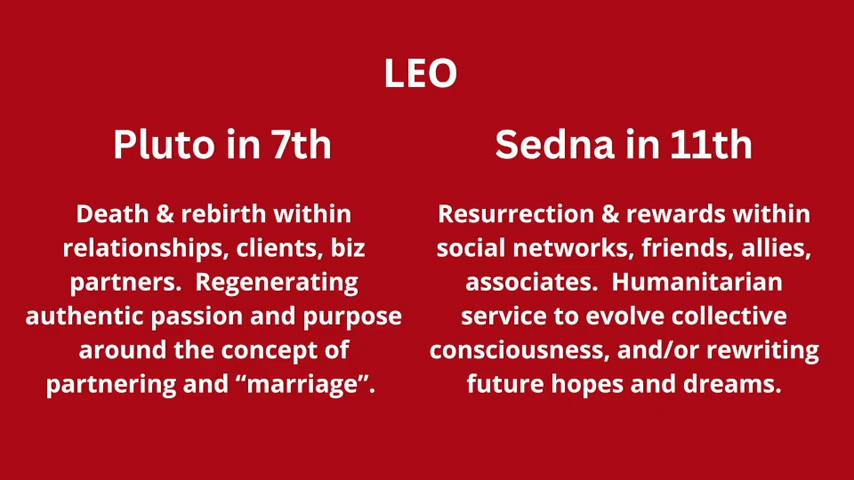 LEO
Pluto in 7th
Death & rebirth within
relationships, clients, biz
partners.  Regenerating
authentic passion and purpose
around the concept of
partnering and “marriage”.
Sedna in 11th
Resurrection & rewards within
social networks, friends, allies,
associates.  Humanitarian
service to evolve collective
consciousness, and/or rewriting
future hopes and dreams.